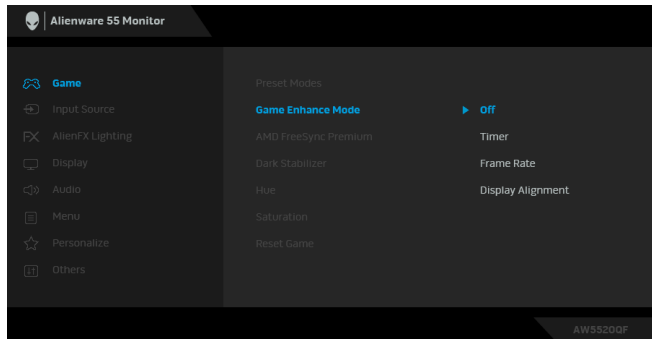 Alienware 55 Monitor
Game
Input Source
AlienFX Lighting
Display
Audio
Menu
Personalize
Others
Preset Modes
Game Enhance Mode
AMD FreeSync Premium
Dark Stabilizer
Hue
Saturation
Reset Game
Off
Timer
Frame Rate
Display Alignment
AW5520QF